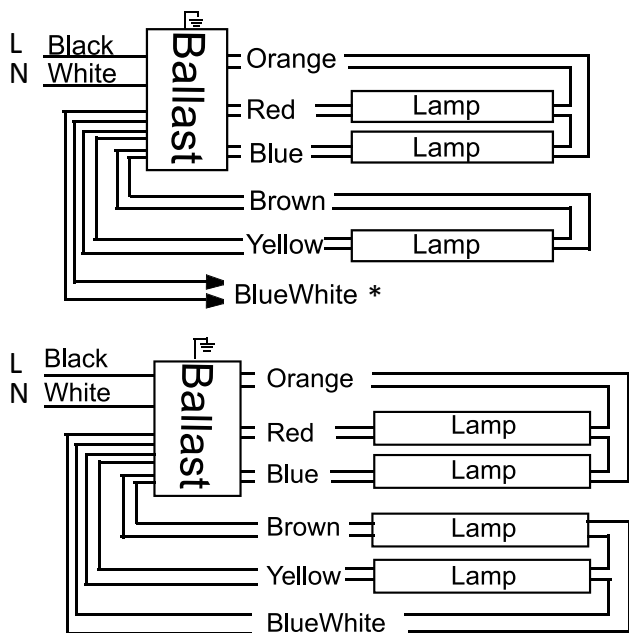 L Black
N White
Ballast
Orange
Red Lamp
Blue Lamp
Brown
Yellow Lamp
BlueWhite *
L Black
N White
Ballast
Orange
Red Lamp
Blue Lamp
Brown Lamp
Yellow Lamp
BlueWhite